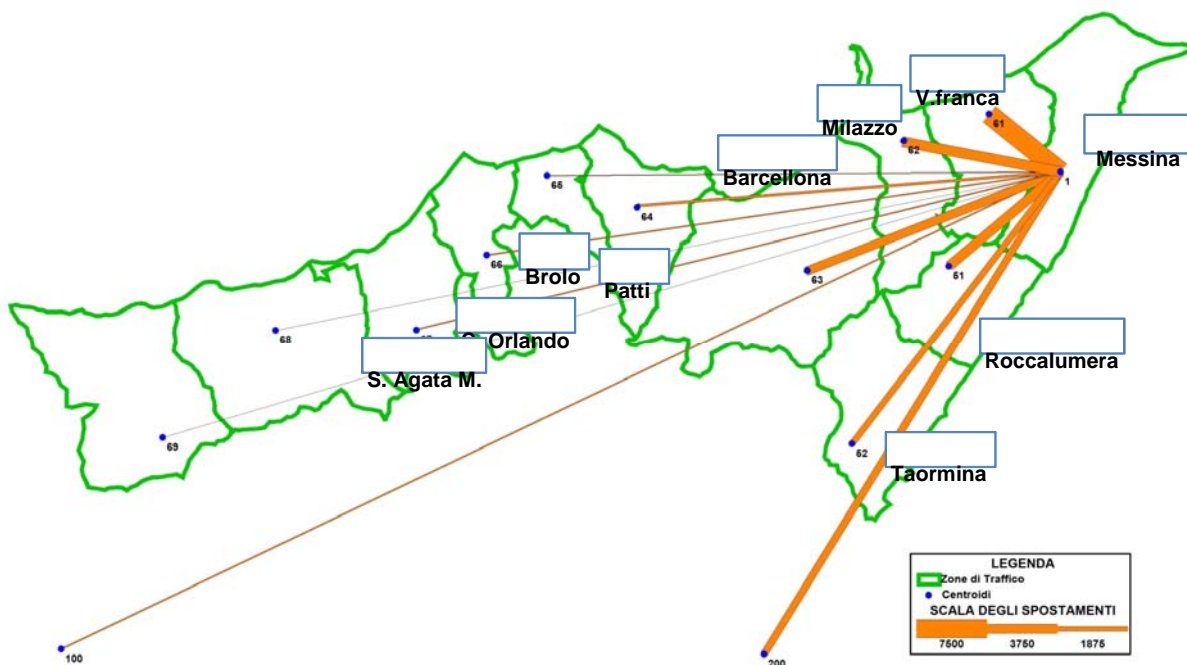 V.franca
61
Milazzo
62
Messina
Barcellona
1
65
64
66
Brolo
Patti
63
51
68
Orlando
Roccalumera
S. Agata M.
69
52
Taormina
LEGENDA
Zone di Traffico
Centroidi
SCALA DEGLI SPOSTAMENTI
7500 3750 1875
100
200